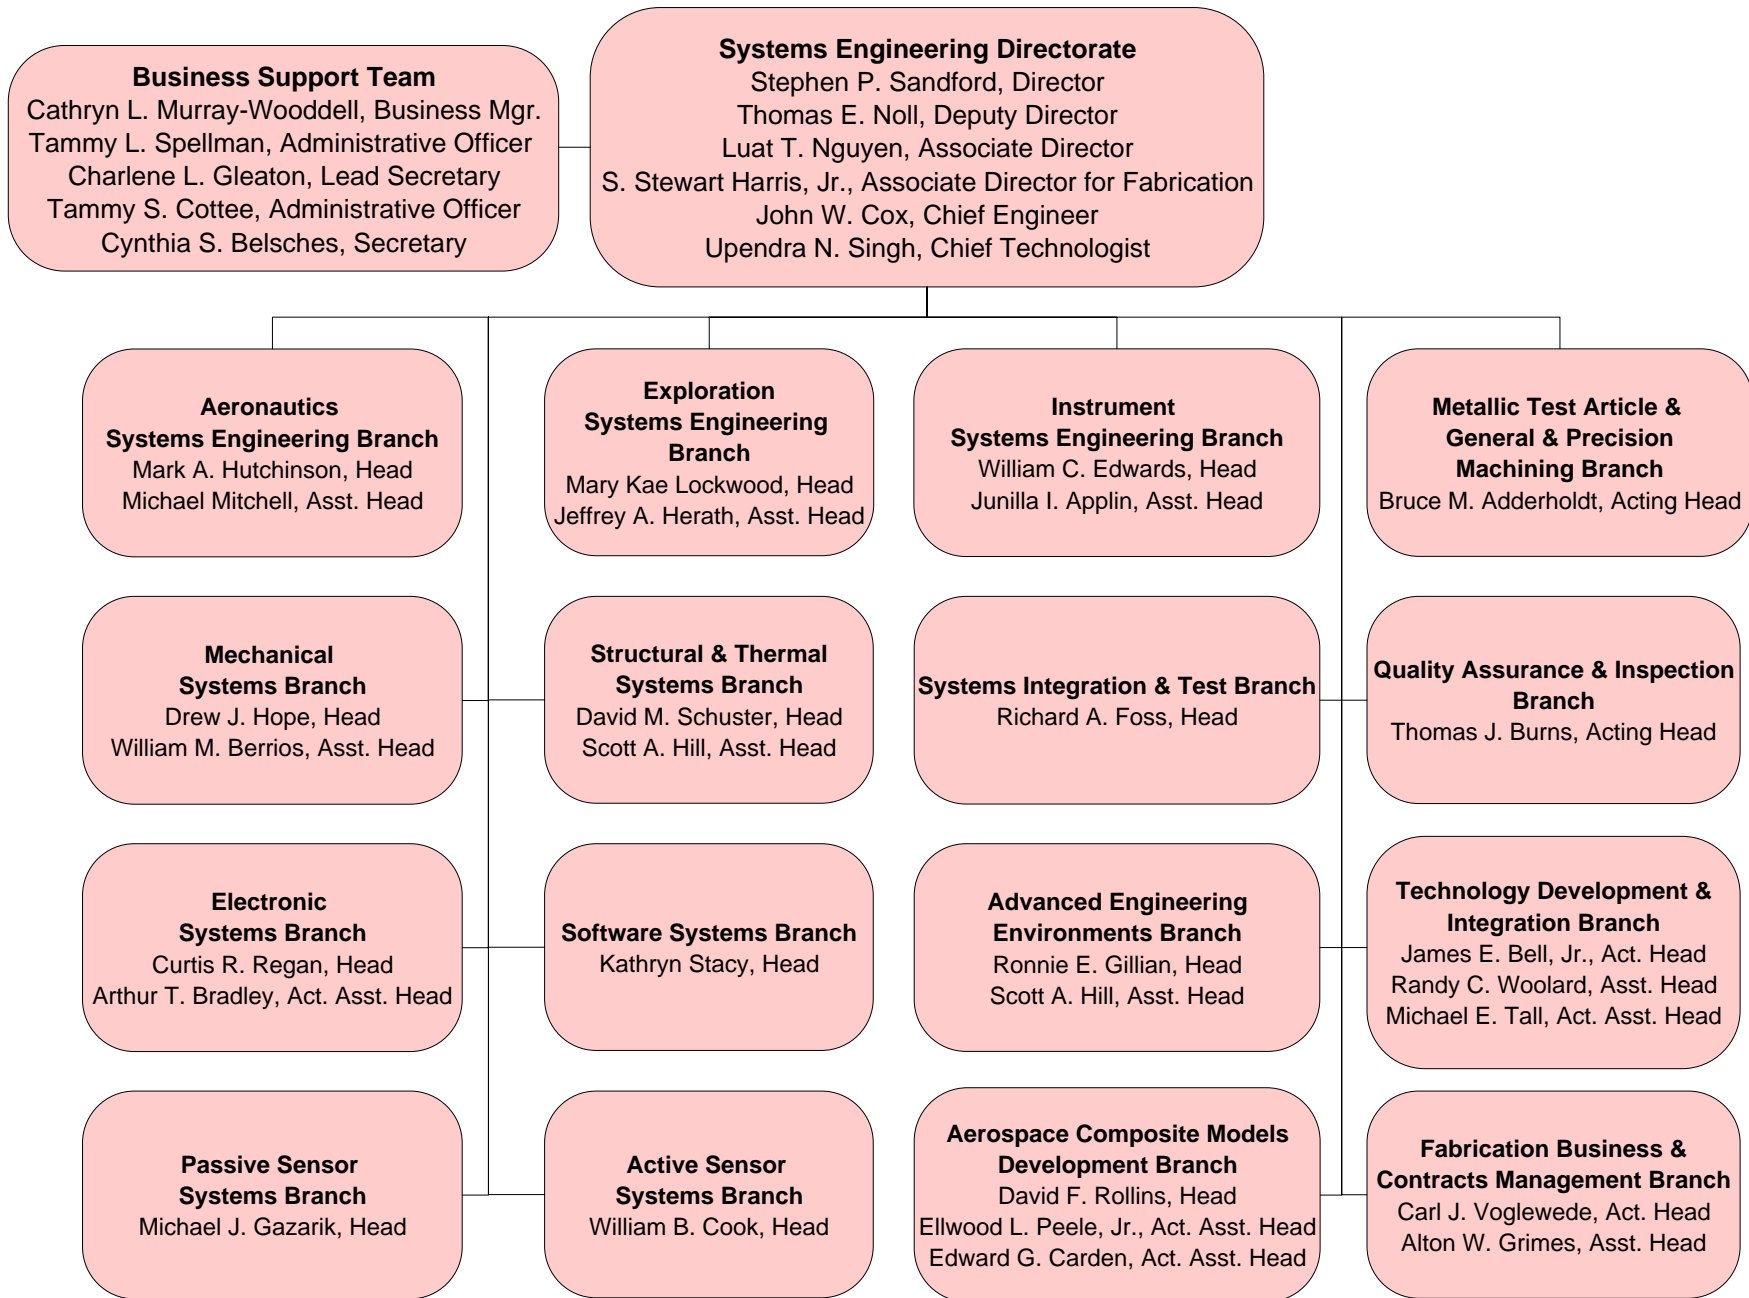 Business Support Team
Cathryn L. Murray-Wooddell, Business Mgr.
Tammy L. Spellman, Administrative Officer
Charlene L. Gleaton, Lead Secretary
Tammy S. Cottee, Administrative Officer
Cynthia S. Belsches, Secretary
Systems Engineering Directorate
Stephen P. Sandford, Director
Thomas E. Noll, Deputy Director
Luat T. Nguyen, Associate Director
S. Stewart Harris, Jr., Associate Director for Fabrication
John W. Cox, Chief Engineer
Upendra N. Singh, Chief Technologist
Aeronautics
Systems Engineering Branch
Mark A. Hutchinson, Head
Michael Mitchell, Asst. Head
Exploration
Systems Engineering
Branch
Mary Kae Lockwood, Head
Jeffrey A. Herath, Asst. Head
Instrument
Systems Engineering Branch
William C. Edwards, Head
Junilla I. Applin, Asst. Head
Metallic Test Article &
General & Precision
Machining Branch
Bruce M. Adderholdt, Acting Head
Mechanical
Systems Branch
Drew J. Hope, Head
William M. Berrios, Asst. Head
Structural & Thermal
Systems Branch
David M. Schuster, Head
Scott A. Hill, Asst. Head
Systems Integration & Test Branch
Richard A. Foss, Head
Quality Assurance & Inspection
Branch
Thomas J. Burns, Acting Head
Electronic
Systems Branch
Curtis R. Regan, Head
Arthur T. Bradley, Act. Asst. Head
Software Systems Branch
Kathryn Stacy, Head
Advanced Engineering
Environments Branch
Ronnie E. Gillian, Head
Scott A. Hill, Asst. Head
Technology Development &
Integration Branch
James E. Bell, Jr., Act. Head
Randy C. Woolard, Asst. Head
Michael E. Tall, Act. Asst. Head
Passive Sensor
Systems Branch
Michael J. Gazarik, Head
Active Sensor
Systems Branch
William B. Cook, Head
Aerospace Composite Models
Development Branch
David F. Rollins, Head
Ellwood L. Peele, Jr., Act. Asst. Head
Edward G. Carden, Act. Asst. Head
Fabrication Business &
Contracts Management Branch
Carl J. Voglewede, Act. Head
Alton W. Grimes, Asst. Head